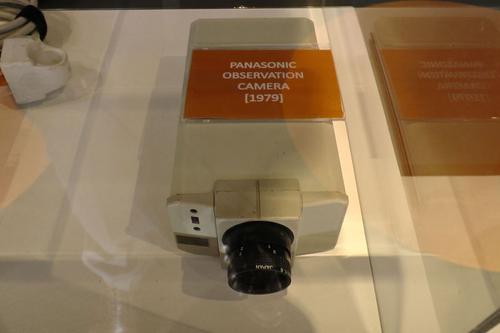 PANASONIC
OBSERVATION
CAMERA
[1979]